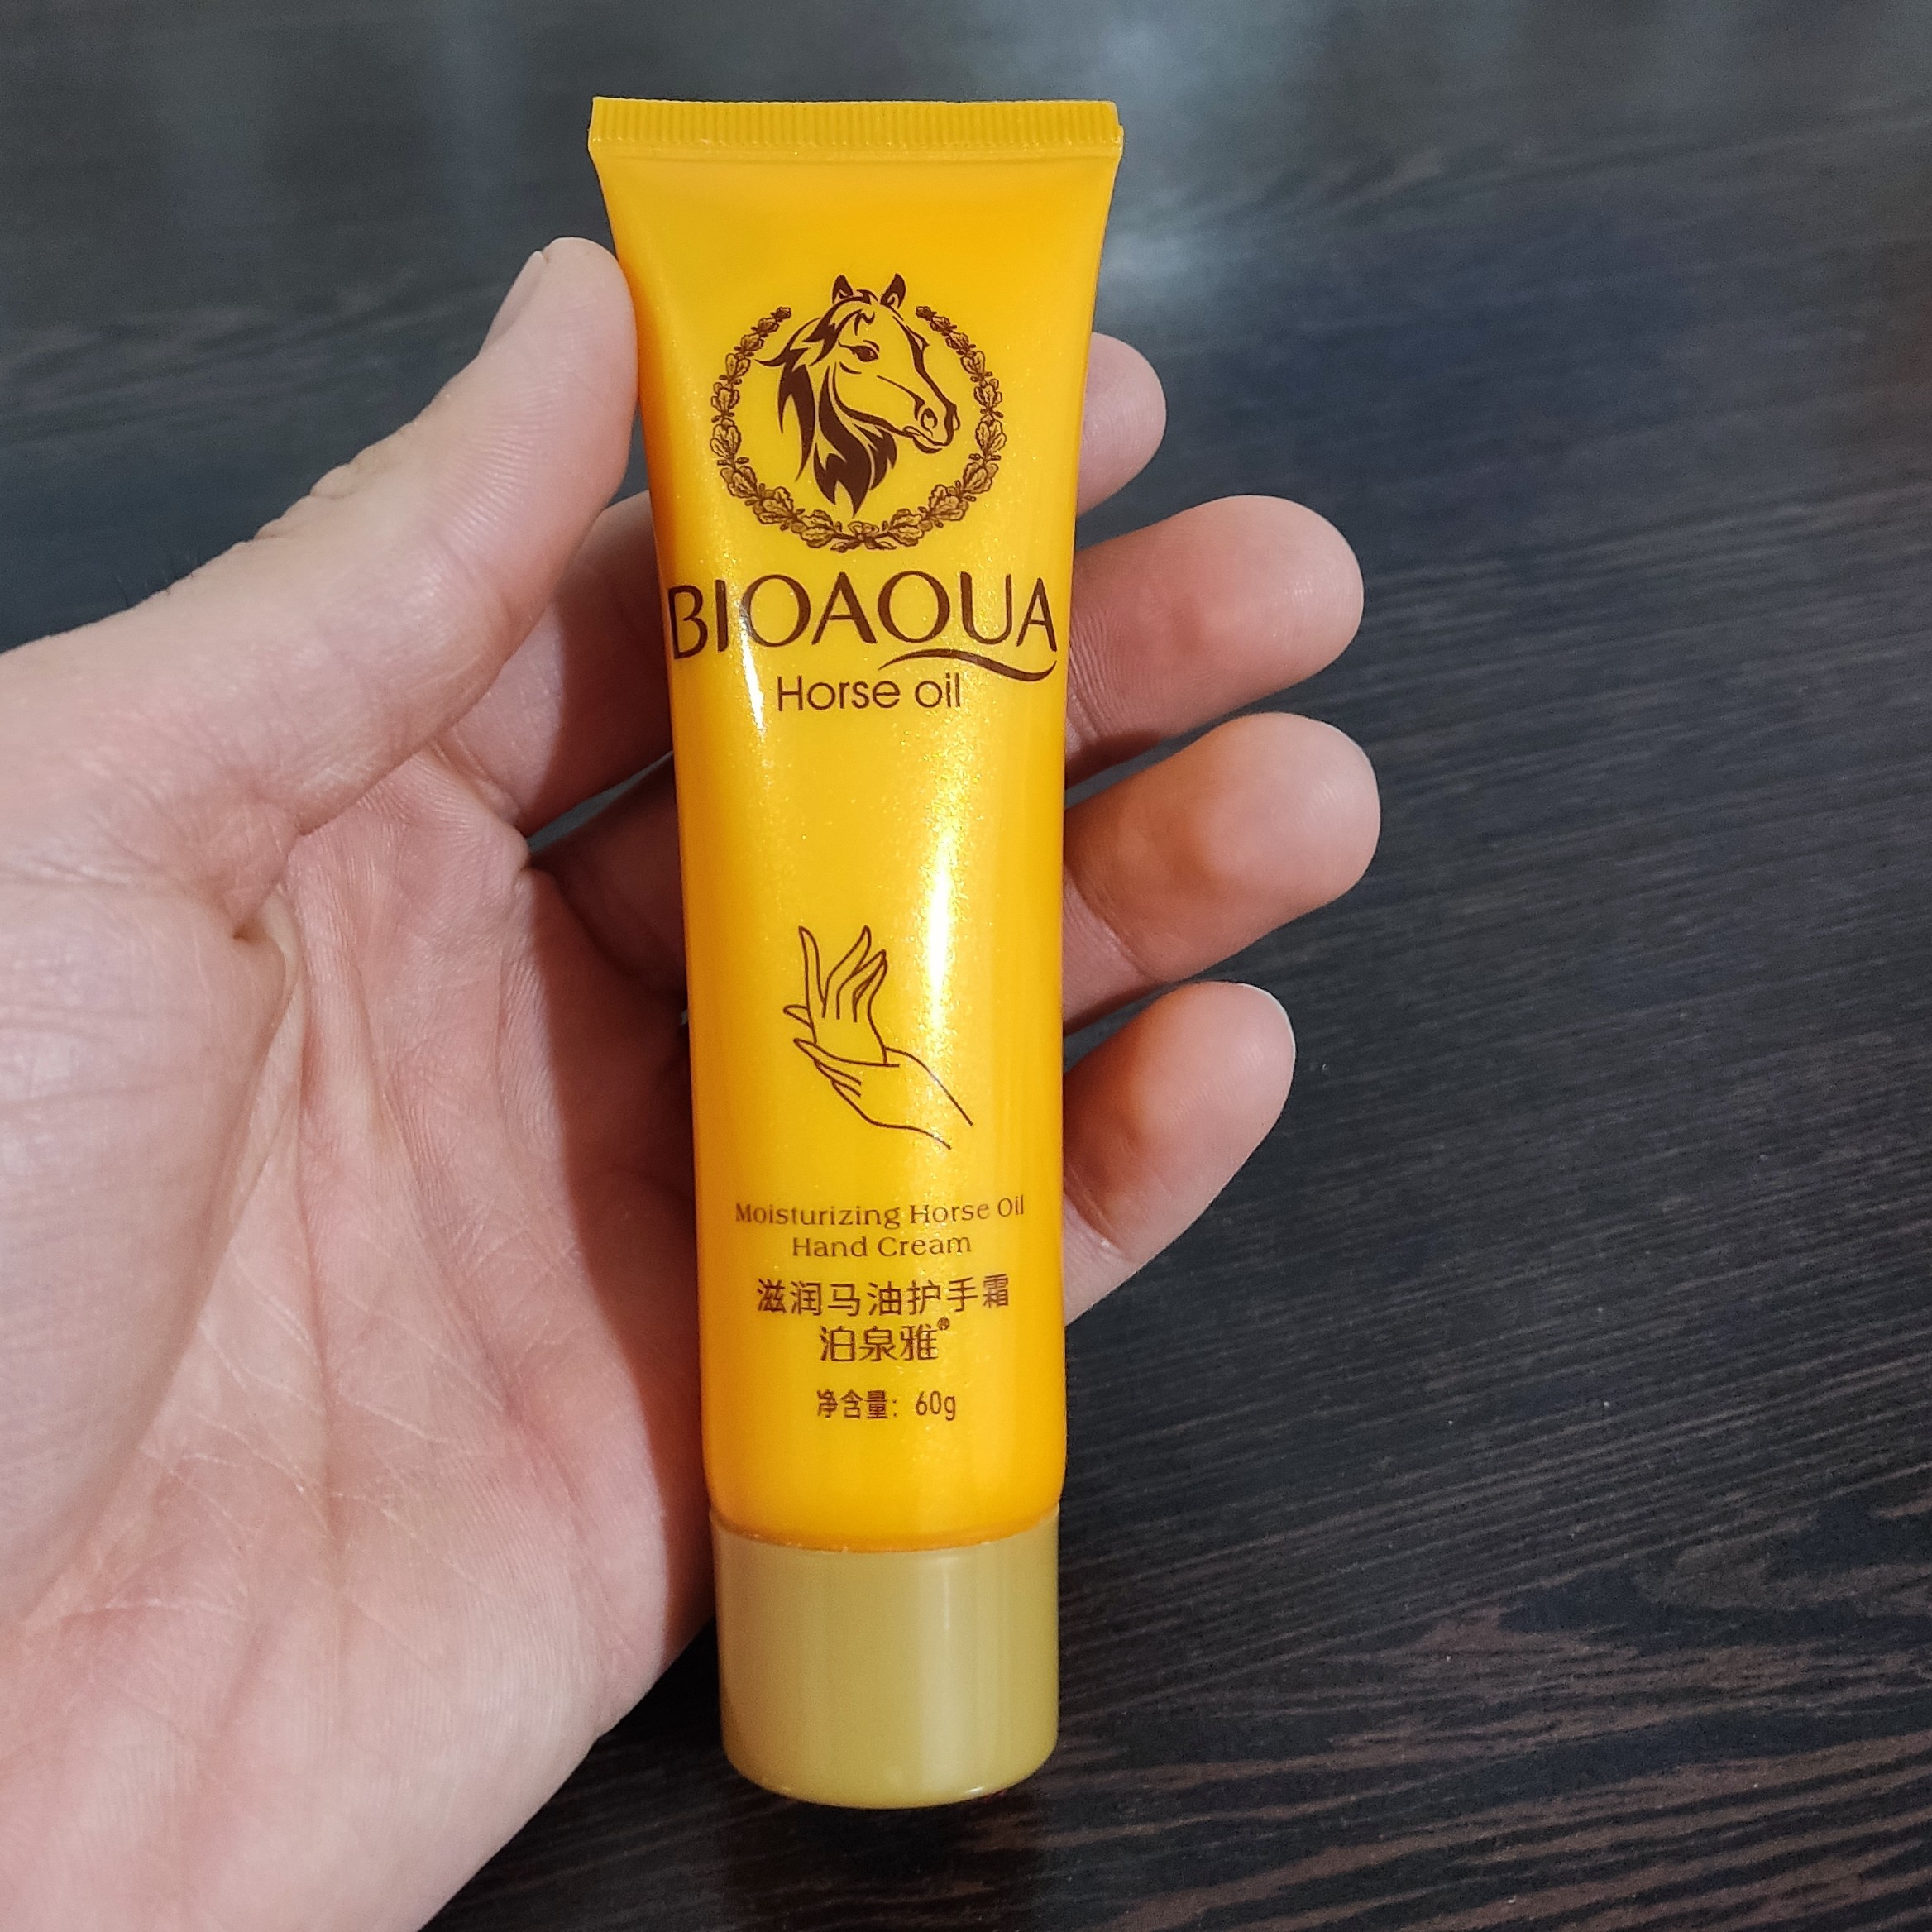 BIOAQUA
Horse oil
Moisturizing Horse Oil
Hand Cream
滋润马油护手霜
泊泉雅®
净含量：60g